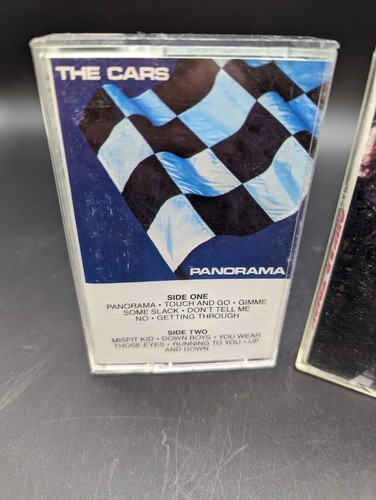 THE CARS
PANORAMA
SIDE ONE
PANORAMA • TOUCH AND GO • GIMME
SOME SLACK • DON'T TELL ME
NO • GETTING THROUGH
SIDE TWO
MISFIT KID • DOWN BOYS • YOU WEAR
THOSE EYES • RUNNING TO YOU • UP
AND DOWN